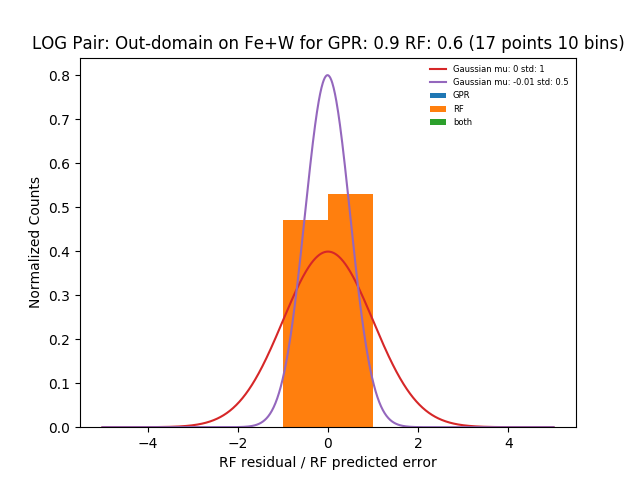 LOG Pair: Out-domain on Fe+W for GPR: 0.9 RF: 0.6 (17 points 10 bins)
Gaussian mu: 0 std: 1
Gaussian mu: -0.01 std: 0.5
GPR
RF
both
Normalized Counts
0.8
0.7
0.6
0.5
0.4
0.3
0.2
0.1
0.0
−4
−2
0
2
4
RF residual / RF predicted error